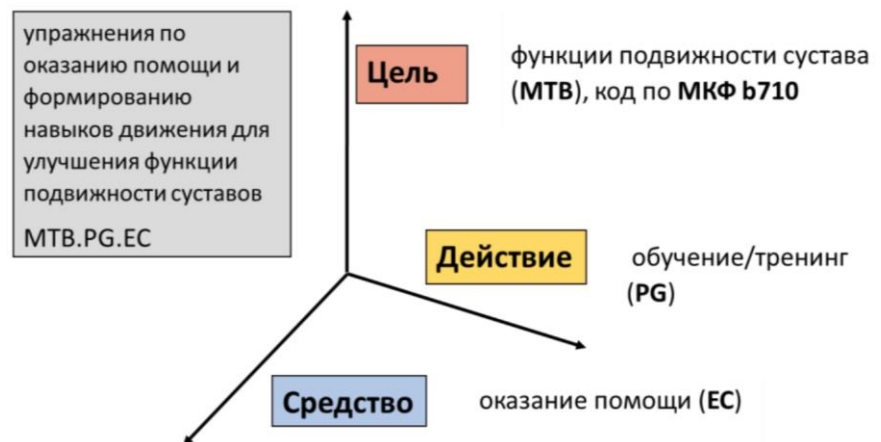 упражнения по
оказанию помощи и
формированию
навыков движения для
улучшения функции
подвижности суставов
MTB.PG.EC
Цель
функции подвижности сустава
(МТВ), код по МКФ b710
Действие
обучение/тренинг
(PG)
Средство
оказание помощи (EC)